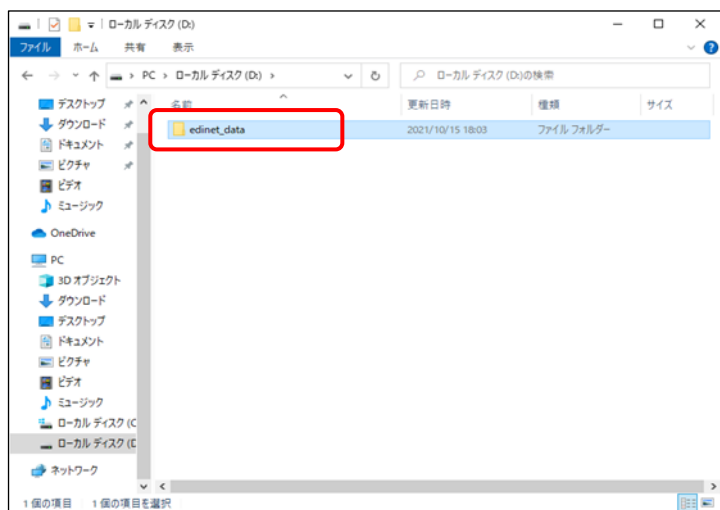 ローカル ディスク (D:)
ファイル ホーム 共有 表示
PC › ローカル ディスク (D:) ›
ローカル ディスク (D:)の検索
デスクトップ
ダウンロード
ドキュメント
ピクチャ
ビデオ
ミュージック
OneDrive
PC
3D オブジェクト
ダウンロード
デスクトップ
ドキュメント
ピクチャ
ビデオ
ミュージック
ローカル ディスク (C
ローカル ディスク (D
ネットワーク
名前 更新日時 種類 サイズ
edinet_data 2021/10/15 18:03 ファイル フォルダー
1 個の項目 1 個の項目を選択